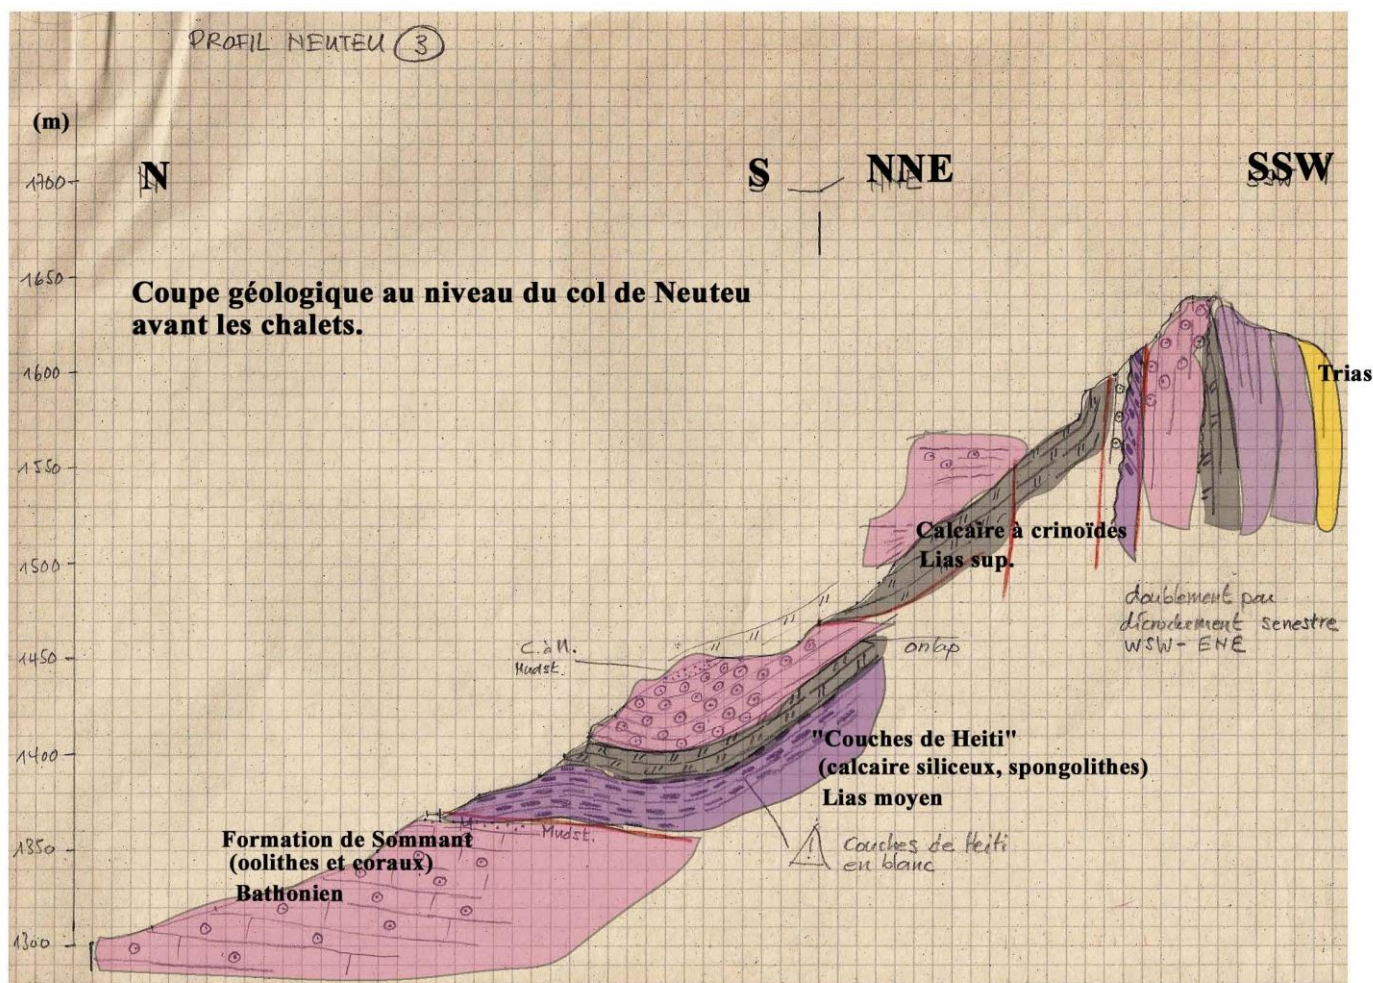 PROFIL NEUTEU 3
(m)
N
S
NNE
SSW
1700
S
NNE
SSW
1650
Coupe géologique au niveau du col de Neuteu
avant les chalets.
1600
Trias
1550
Calcaire à crinoïdes
Lias sup.
1500
doublement par
décrochement senestre
WSW-ENE
1450
C.à M.
Mudst.
onlap
1400
"Couches de Heiti"
(calcaire siliceux, spongolithes)
Lias moyen
Mudst.
Formation de Sommant
(oolithes et coraux)
Bathonien
1350
! Couches de Heiti
en blanc
1300